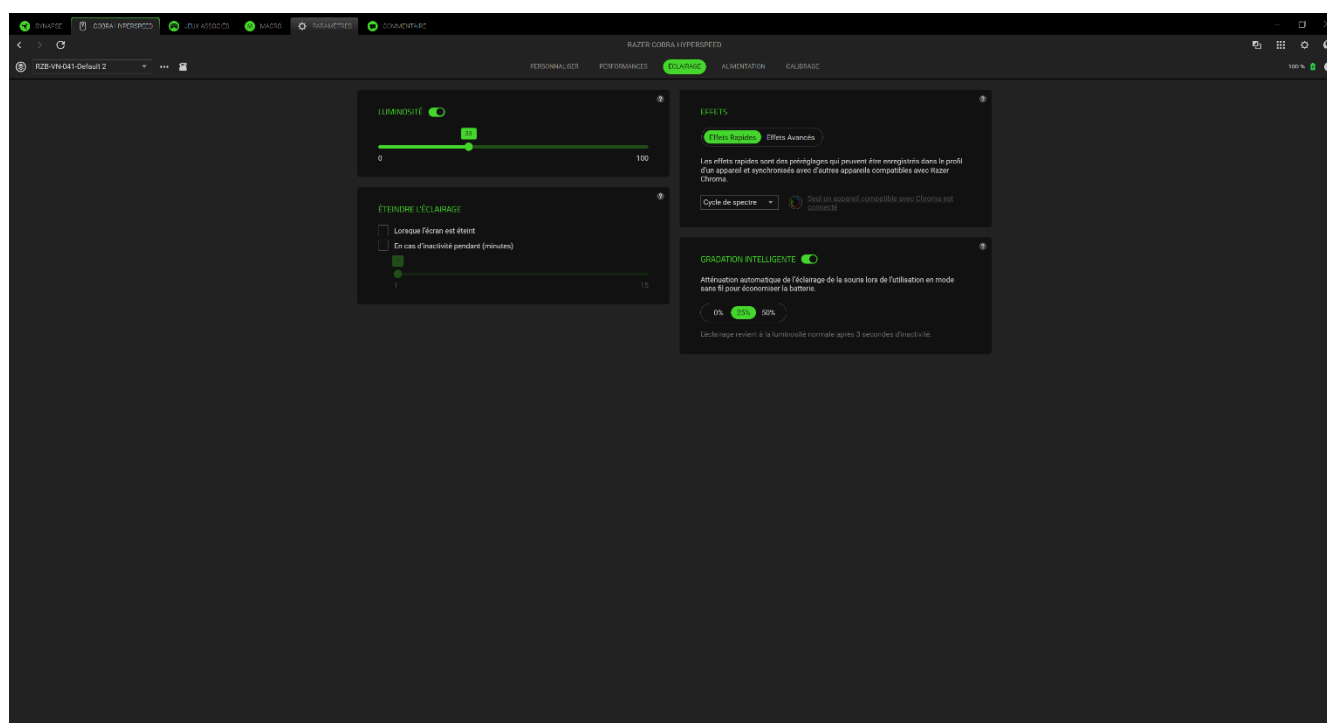 SYNAPSE COBRA HYPERSPEED JEUX ASSOCIÉS MACRO PARAMÈTRES COMMENTAIRE
RAZER COBRA HYPERSPEED
RZB-VN-041-Default 2
PERSONNALISER PERFORMANCES ÉCLAIRAGE ALIMENTATION CALIBRAGE
100 %
LUMINOSITÉ
33
0 100
ÉTEINDRE L'ÉCLAIRAGE
Lorsque l'écran est éteint
En cas d'inactivité pendant (minutes)
1 15
EFFETS
Effets Rapides Effets Avancés
Les effets rapides sont des préréglages qui peuvent être enregistrés dans le profil
d'un appareil et synchronisés avec d'autres appareils compatibles avec Razer
Chroma.
Cycle de spectre
Seul un appareil compatible avec Chroma est
connecté
GRADATION INTELLIGENTE
Atténuation automatique de l'éclairage de la souris lors de l'utilisation en mode
sans fil pour économiser la batterie.
0% 25% 50%
L'éclairage revient à la luminosité normale après 3 secondes d'inactivité.